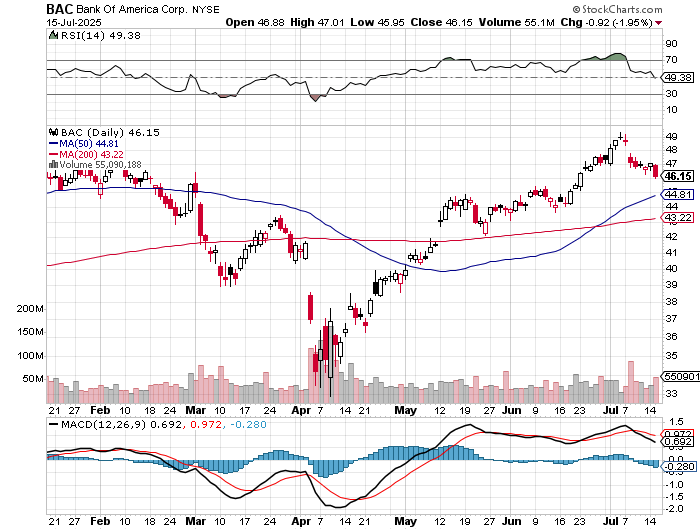 BAC Bank Of America Corp. NYSE © StockCharts.com
15-Jul-2025 Open 46.88 High 47.01 Low 45.95 Close 46.15 Volume 55.1M Chg -0.92 (-1.95%)
RSI(14) 49.38
90
70
49.38
30
10
BAC (Daily) 46.15
MA(50) 44.81
MA(200) 43.22
Volume 55,090,188
49
48
47
46.15
44.81
44
43.22
42
41
40
39
38
37
36
35
34
33
200M
150M
100M
50M
550901
21 27 Feb 10 18 24 Mar 10 17 24 Apr 7 14 21 May 12 19 27 Jun 9 16 23 Jul 7 14
MACD(12,26,9) 0.692, 0.972, -0.280
1.5
0.972
0.692
-0.280
-0.5
-1.0
-1.5
-2.0
21 27 Feb 10 18 24 Mar 10 17 24 Apr 7 14 21 May 12 19 27 Jun 9 16 23 Jul 7 14